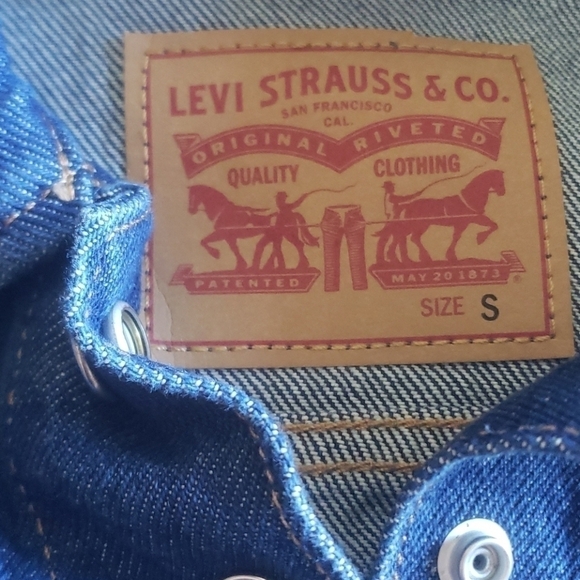 LEVI STRAUSS & CO.
SAN FRANCISCO
CAL.
ORIGINAL RIVETED
QUALITY CLOTHING
PATENTED MAY 20 1873
SIZE S